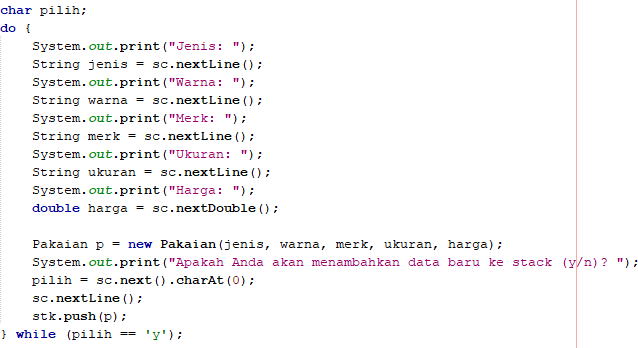 char pilih;
do {
    System.out.print("Jenis: ");
    String jenis = sc.nextLine();
    System.out.print("Warna: ");
    String warna = sc.nextLine();
    System.out.print("Merk: ");
    String merk = sc.nextLine();
    System.out.print("Ukuran: ");
    String ukuran = sc.nextLine();
    System.out.print("Harga: ");
    double harga = sc.nextDouble();

    Pakaian p = new Pakaian(jenis, warna, merk, ukuran, harga);
    System.out.print("Apakah Anda akan menambahkan data baru ke stack (y/n)? ");
    pilih = sc.next().charAt(0);
    sc.nextLine();
    stk.push(p);
} while (pilih == 'y');